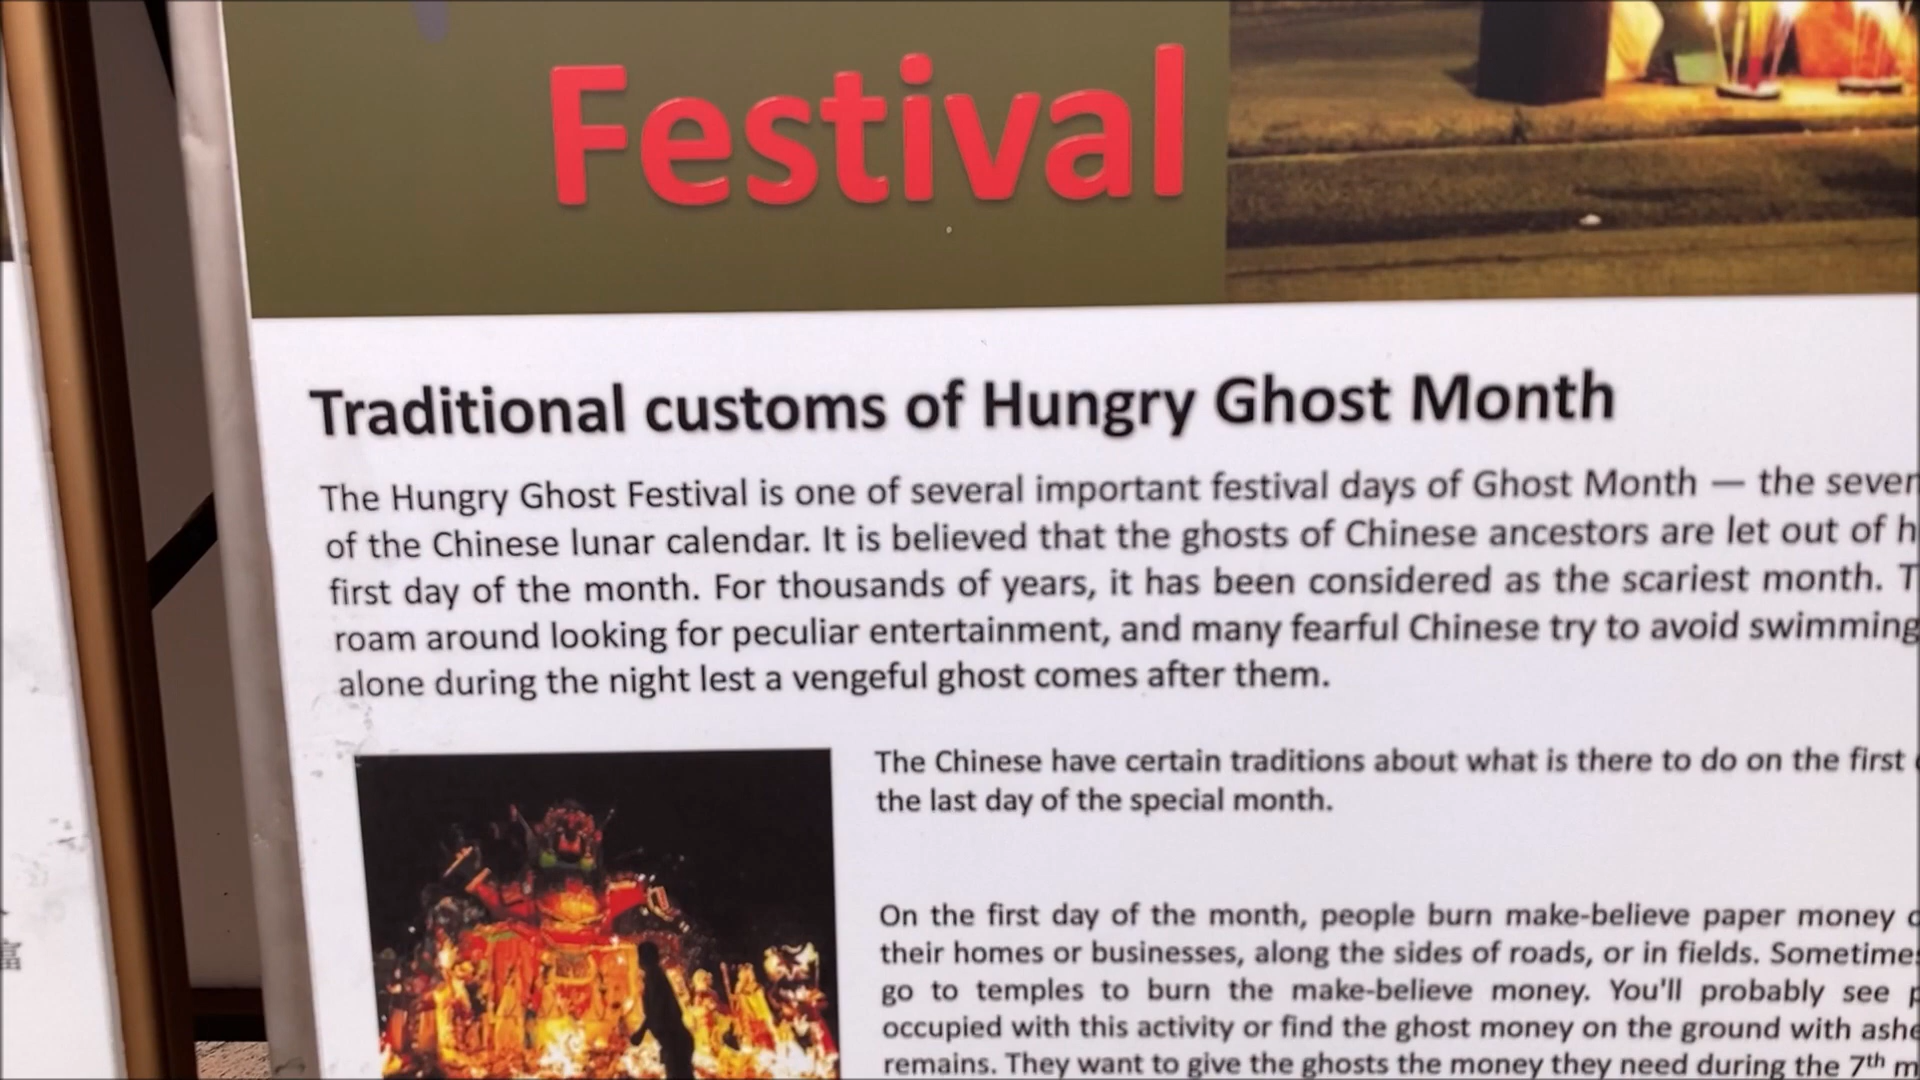 Festival
Traditional customs of Hungry Ghost Month
The Hungry Ghost Festival is one of several important festival days of Ghost Month — the
of the Chinese lunar calendar. It is believed that the ghosts of Chinese ancestors are let out of
first day of the month. For thousands of years, it has been considered as the scariest month.
roam around looking for peculiar entertainment, and many fearful Chinese try to avoid swimming
alone during the night lest a vengeful ghost comes after them.
The Chinese have certain traditions about what is there to do on the first
the last day of the special month.
On the first day of the month, people burn make-believe paper money
their homes or businesses, along the sides of roads, or in fields.
go to temples to burn the make-believe money. You'll probably see
occupied with this activity or find the ghost money on the ground with
remains. They want to give the ghosts the money they need during the 7th
富